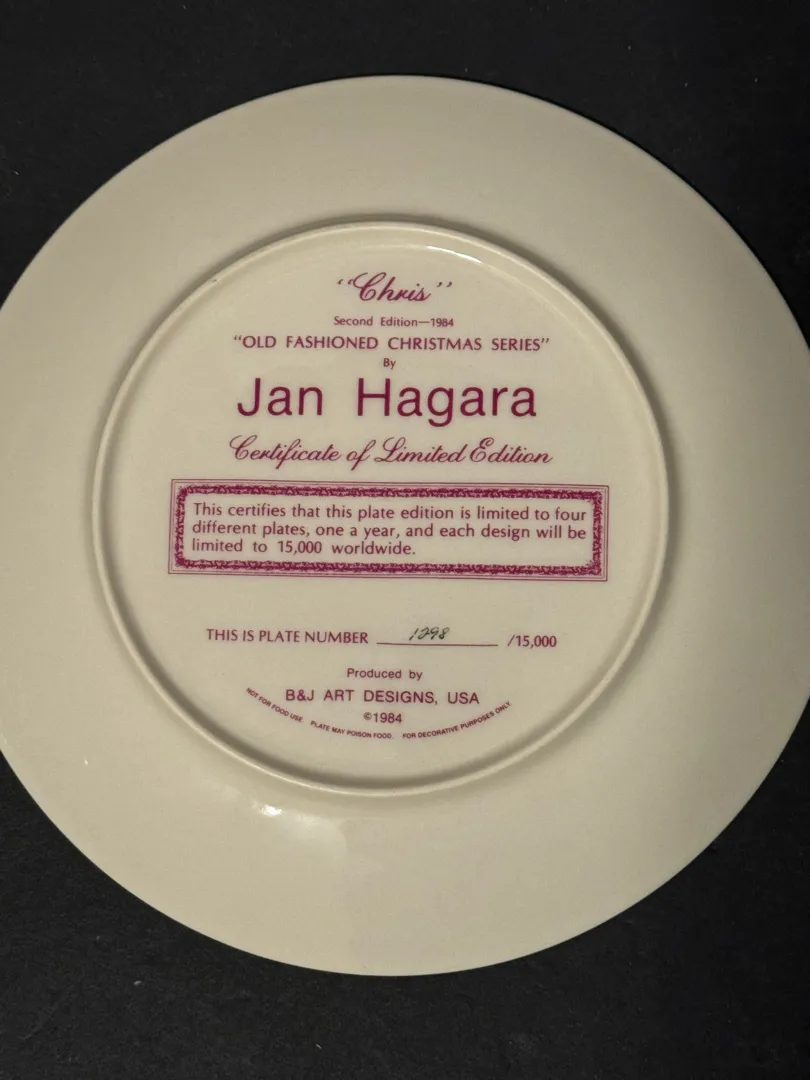 "Chris"
Second Edition—1984
"OLD FASHIONED CHRISTMAS SERIES"
By
Jan Hagara
Certificate of Limited Edition
This certifies that this plate edition is limited to four
different plates, one a year, and each design will be
limited to 15,000 worldwide.
THIS IS PLATE NUMBER 1298 /15,000
Produced by
B&J ART DESIGNS, USA
©1984
NOT FOR FOOD USE. PLATE MAY POISON FOOD. FOR DECORATIVE PURPOSES ONLY.